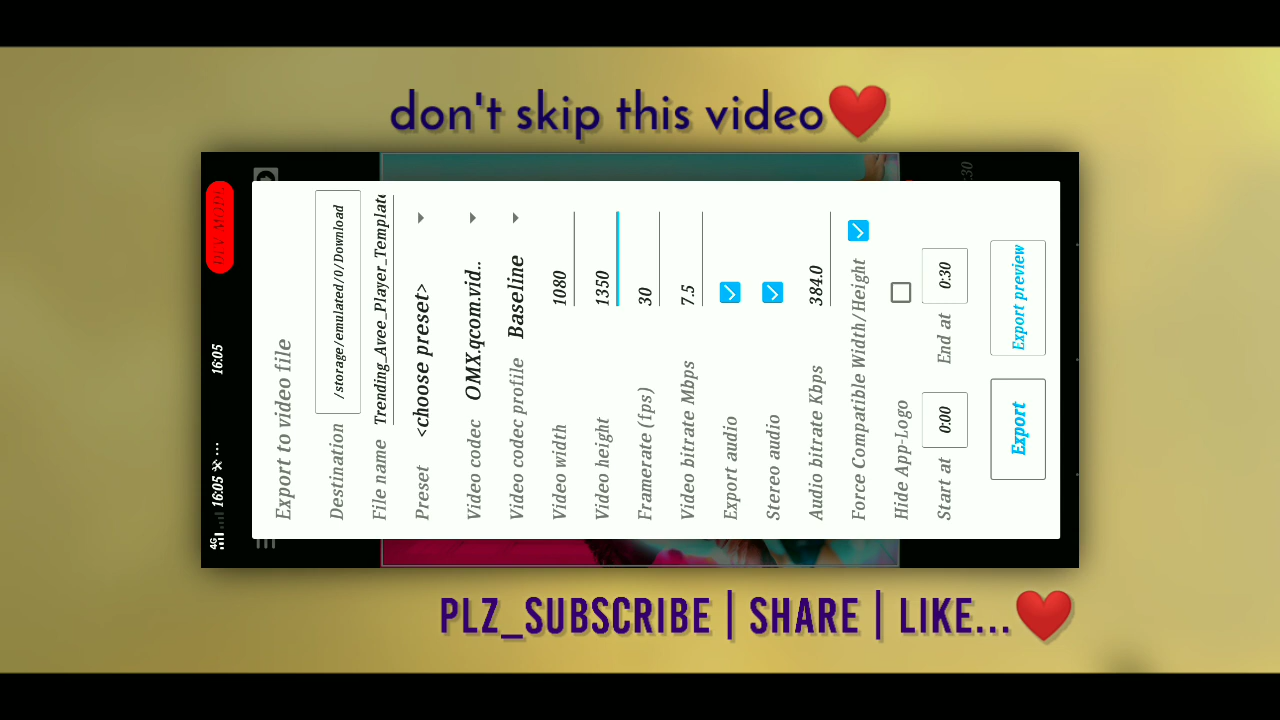 don't skip this video❤️
4G 16:05 ... 16:05
Export to video file
Destination /storage/emulated/0/Download
File name Trending_Avee_Player_Template
Preset <choose preset>
Video codec OMX.qcom.vid..
Video codec profile Baseline
Video width 1080
Video height 1350
Framerate (fps) 30
Video bitrate Mbps 7.5
Export audio
Stereo audio
Audio bitrate Kbps 384.0
Force Compatible Width/Height
Hide App-Logo
Start at 0:00 End at 0:30
Export Export preview
PLZ_SUBSCRIBE | SHARE | LIKE...❤️